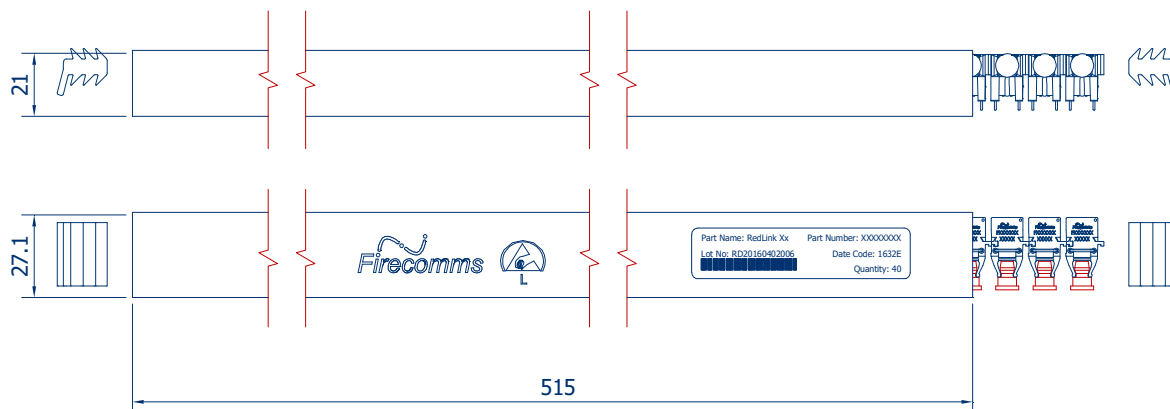 21
27.1
Firecomms
L
Part Name: RedLink Xx Part Number: XXXXXXXX
Lot No: RD20160402006 Date Code: 1632E
Quantity: 40
515